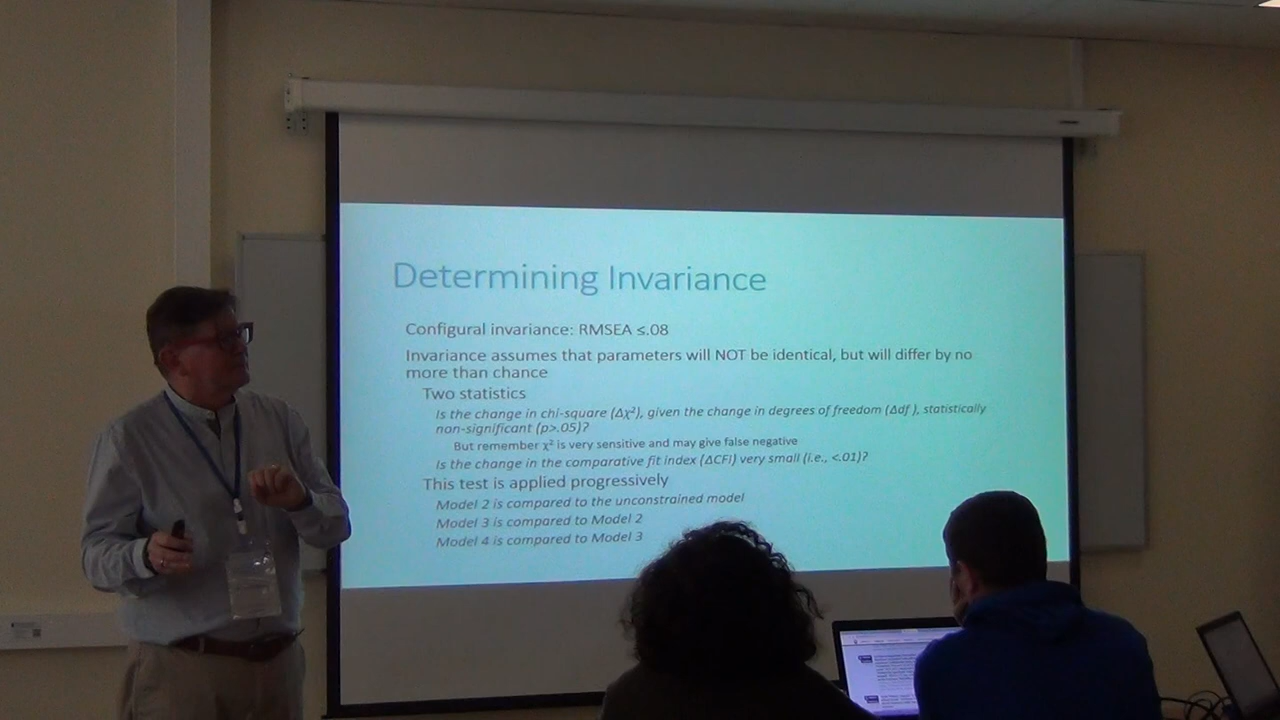 Determining Invariance
Configural invariance: RMSEA ≤.08
Invariance assumes that parameters will NOT be identical, but will differ by no
more than chance
Two statistics
Is the change in chi-square (Δχ²), given the change in degrees of freedom (Δdf ), statistically
non-significant (p>.05)?
But remember χ² is very sensitive and may give false negative
Is the change in the comparative fit index (ΔCFI) very small (i.e., <.01)?
This test is applied progressively
Model 2 is compared to the unconstrained model
Model 3 is compared to Model 2
Model 4 is compared to Model 3